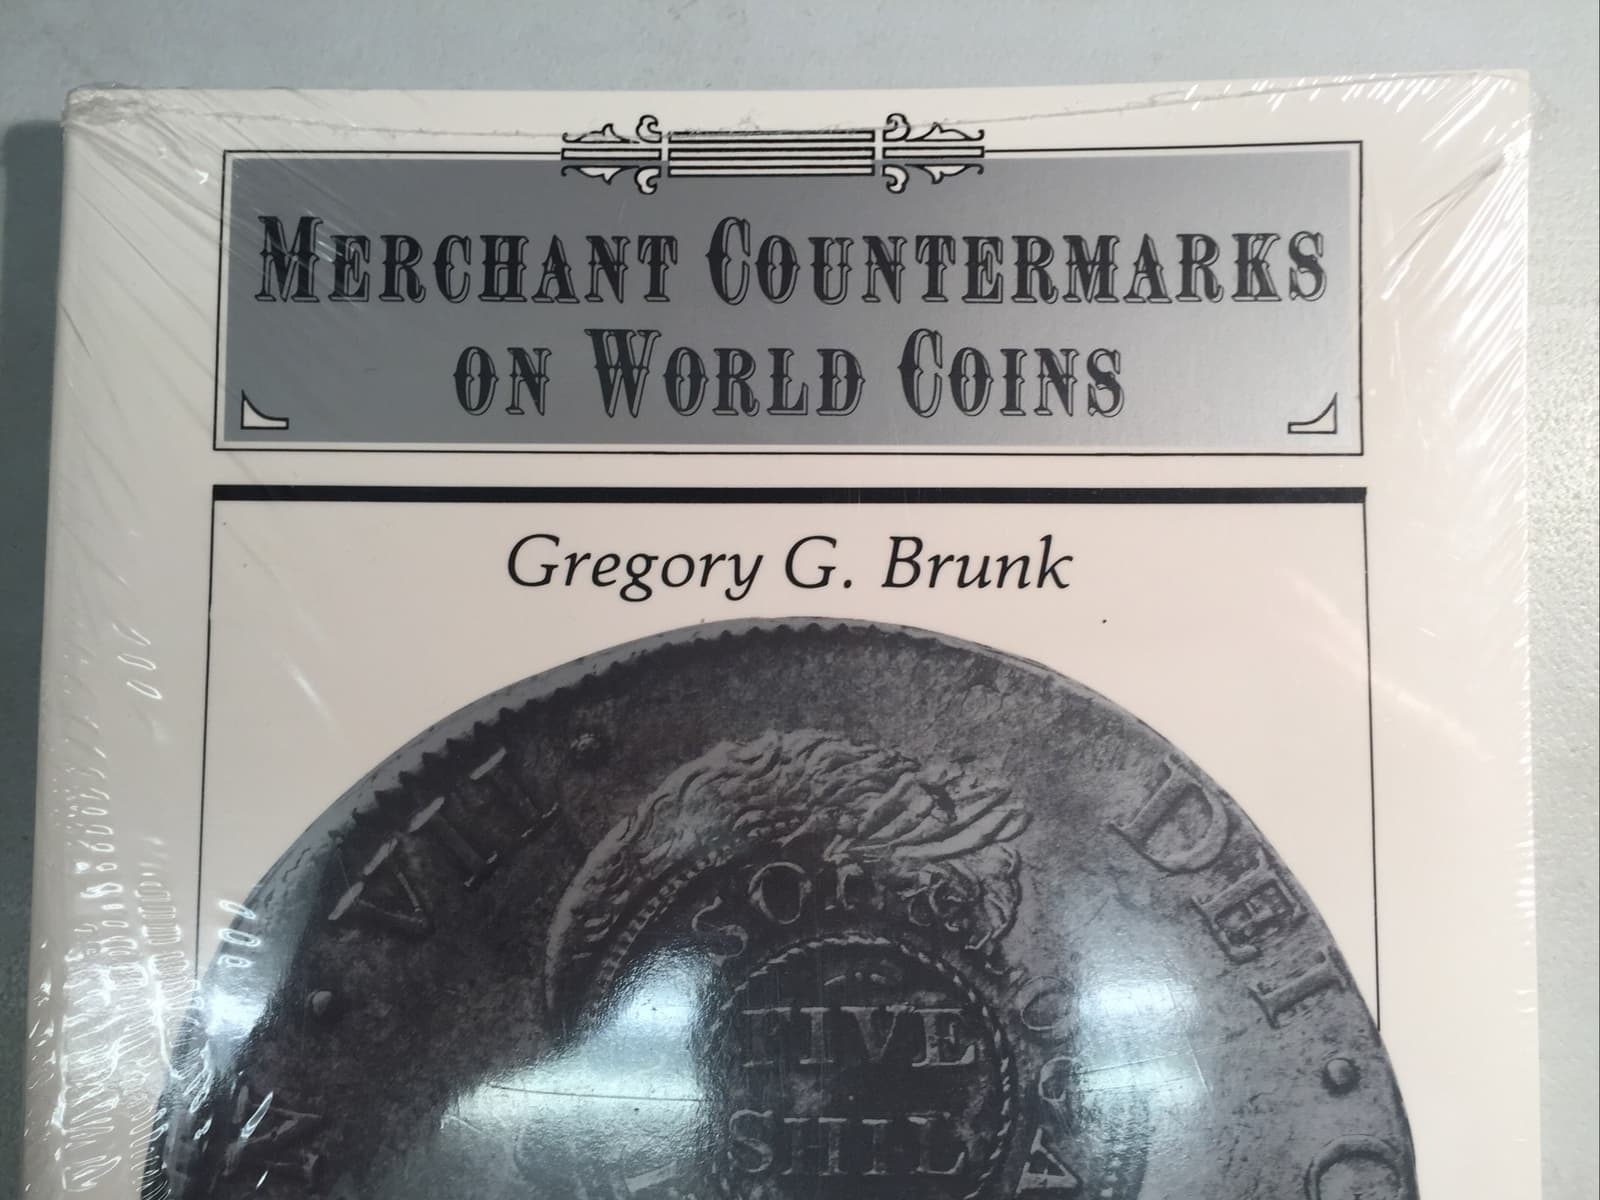 MERCHANT COUNTERMARKS
ON WORLD COINS
Gregory G. Brunk
VII
DEI
FIVE
SHIL